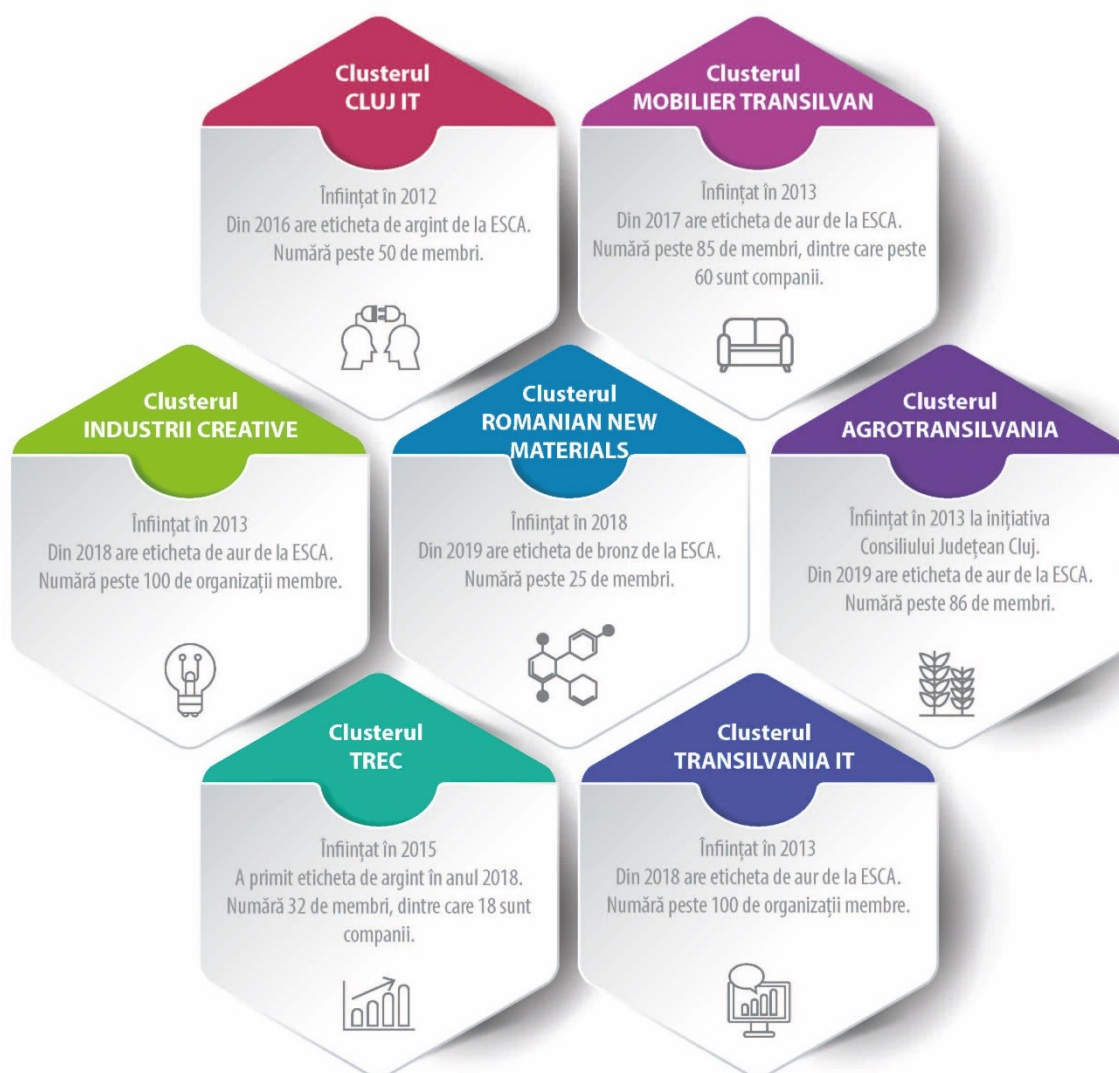 Clusterul
CLUJ IT
Înființat în 2012
Din 2016 are eticheta de argint de la ESCA.
Numără peste 50 de membri.
Clusterul
MOBILIER TRANSILVAN
Înființat în 2013
Din 2017 are eticheta de aur de la ESCA.
Numără peste 85 de membri, dintre care peste
60 sunt companii.
Clusterul
INDUSTRII CREATIVE
Înființat în 2013
Din 2018 are eticheta de aur de la ESCA.
Numără peste 100 de organizații membre.
Clusterul
ROMANIAN NEW
MATERIALS
Înființat în 2018
Din 2019 are eticheta de bronz de la ESCA.
Numără peste 25 de membri.
Clusterul
AGROTRANSILVANIA
Înființat în 2013 la inițiativa
Consiliului Județean Cluj.
Din 2019 are eticheta de aur de la ESCA.
Numără peste 86 de membri.
Clusterul
TREC
Înființat în 2015
A primit eticheta de argint în anul 2018.
Numără 32 de membri, dintre care 18 sunt
companii.
Clusterul
TRANSILVANIA IT
Înființat în 2013
Din 2018 are eticheta de aur de la ESCA.
Numără peste 100 de organizații membre.